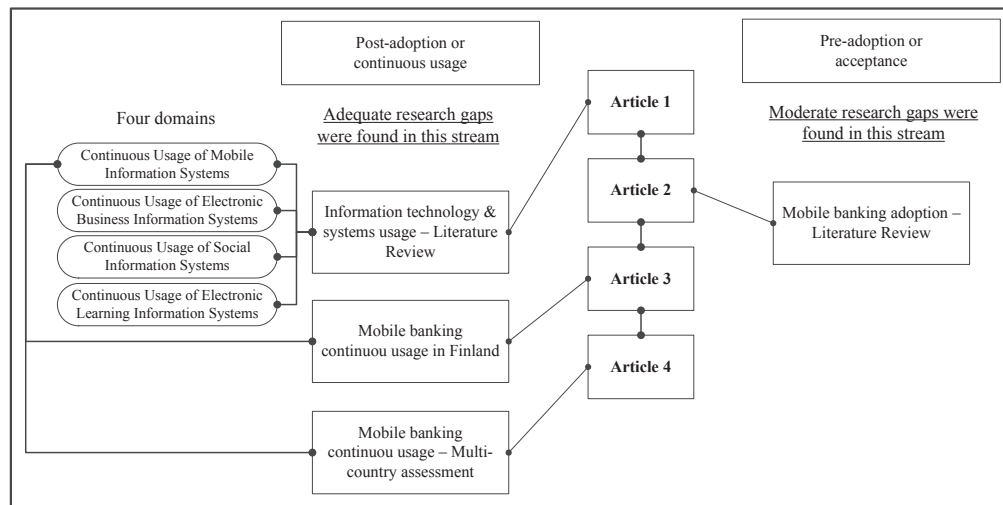 Post-adoption or
continuous usage
Pre-adoption or
acceptance
Adequate research gaps
were found in this stream
Moderate research gaps were
found in this stream
Four domains
Continuous Usage of Mobile
Information Systems
Continuous Usage of Electronic
Business Information Systems
Continuous Usage of Social
Information Systems
Continuous Usage of Electronic
Learning Information Systems
Information technology &
systems usage – Literature
Review
Mobile banking
continuou usage in Finland
Mobile banking
continuou usage – Multi-
country assessment
Article 1
Article 2
Article 3
Article 4
Mobile banking adoption –
Literature Review